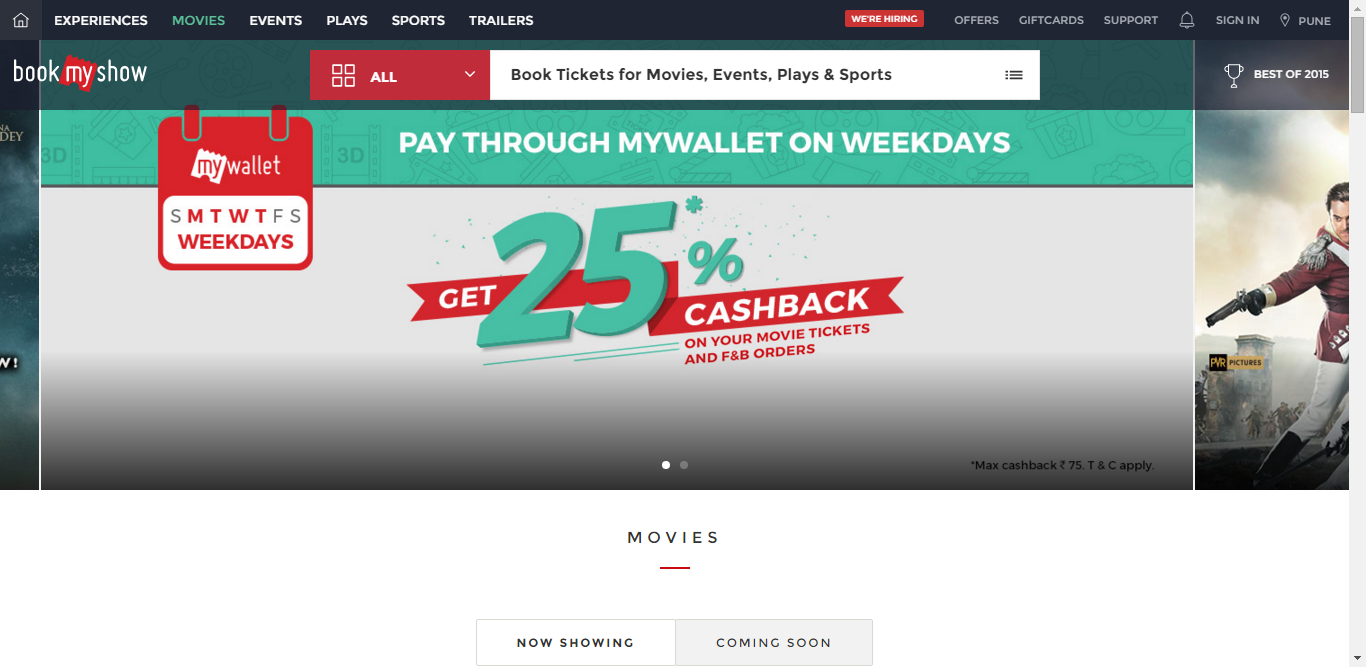 EXPERIENCES MOVIES EVENTS PLAYS SPORTS TRAILERS WE'RE HIRING OFFERS GIFTCARDS SUPPORT SIGN IN PUNE
bookmyshow ALL Book Tickets for Movies, Events, Plays & Sports BEST OF 2015
NA
DEY
3D
3D
PAY THROUGH MYWALLET ON WEEKDAYS
mywallet
S M T W T F S
WEEKDAYS
GET 25%*
CASHBACK
ON YOUR MOVIE TICKETS
AND F&B ORDERS
W!
PVR PICTURES
*Max cashback ₹ 75. T & C apply.
MOVIES
NOW SHOWING COMING SOON